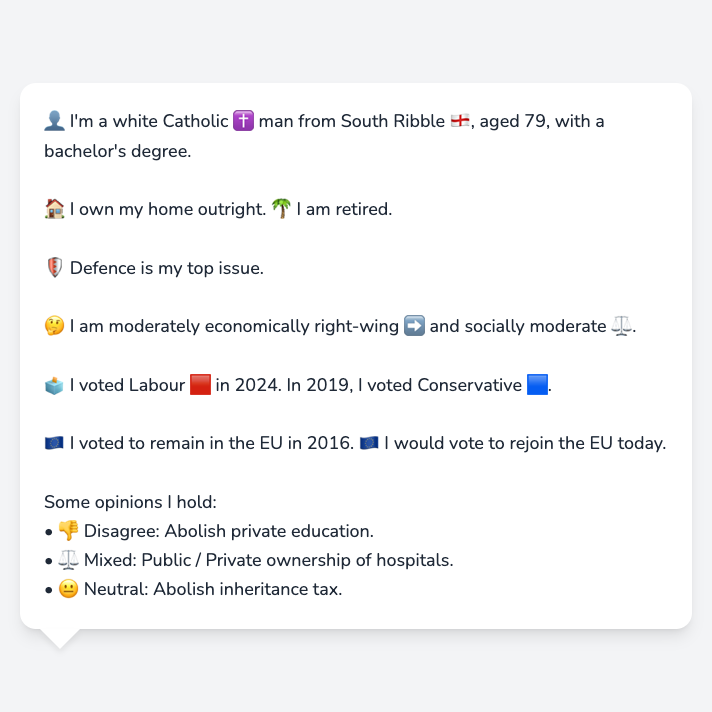 👤 I'm a white Catholic ✝️ man from South Ribble 🏴󠁧󠁢󠁥󠁮󠁧󠁿, aged 79, with a
bachelor's degree.
🏠 I own my home outright. 🌴 I am retired.
🛡️ Defence is my top issue.
🤔 I am moderately economically right-wing ➡️ and socially moderate ⚖️.
🗳️ I voted Labour 🟥 in 2024. In 2019, I voted Conservative 🟦.
🇪🇺 I voted to remain in the EU in 2016. 🇪🇺 I would vote to rejoin the EU today.
Some opinions I hold:
• 👎 Disagree: Abolish private education.
• ⚖️ Mixed: Public / Private ownership of hospitals.
• 😐 Neutral: Abolish inheritance tax.